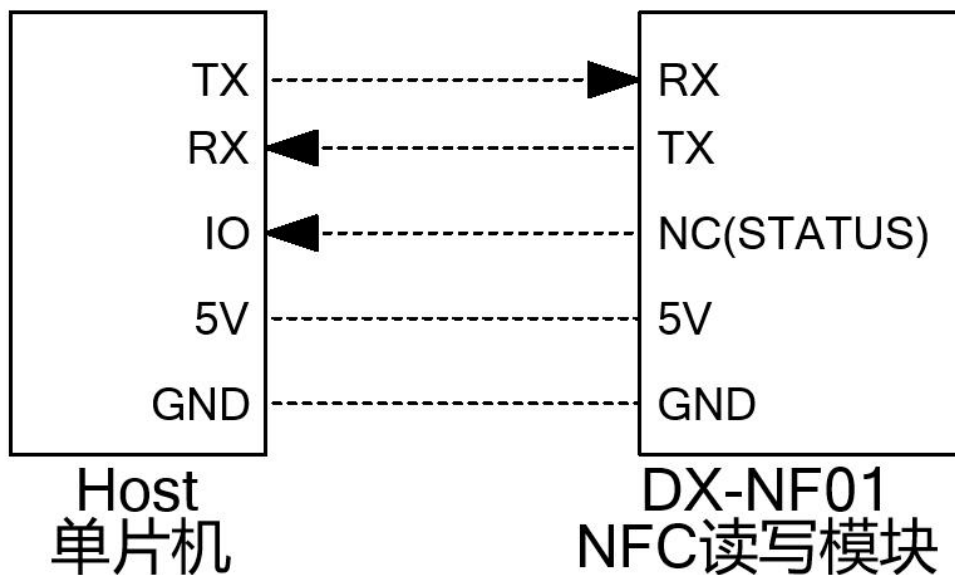 TX RX
RX TX
IO NC(STATUS)
5V 5V
GND GND
Host DX-NF01
单片机 NFC读写模块